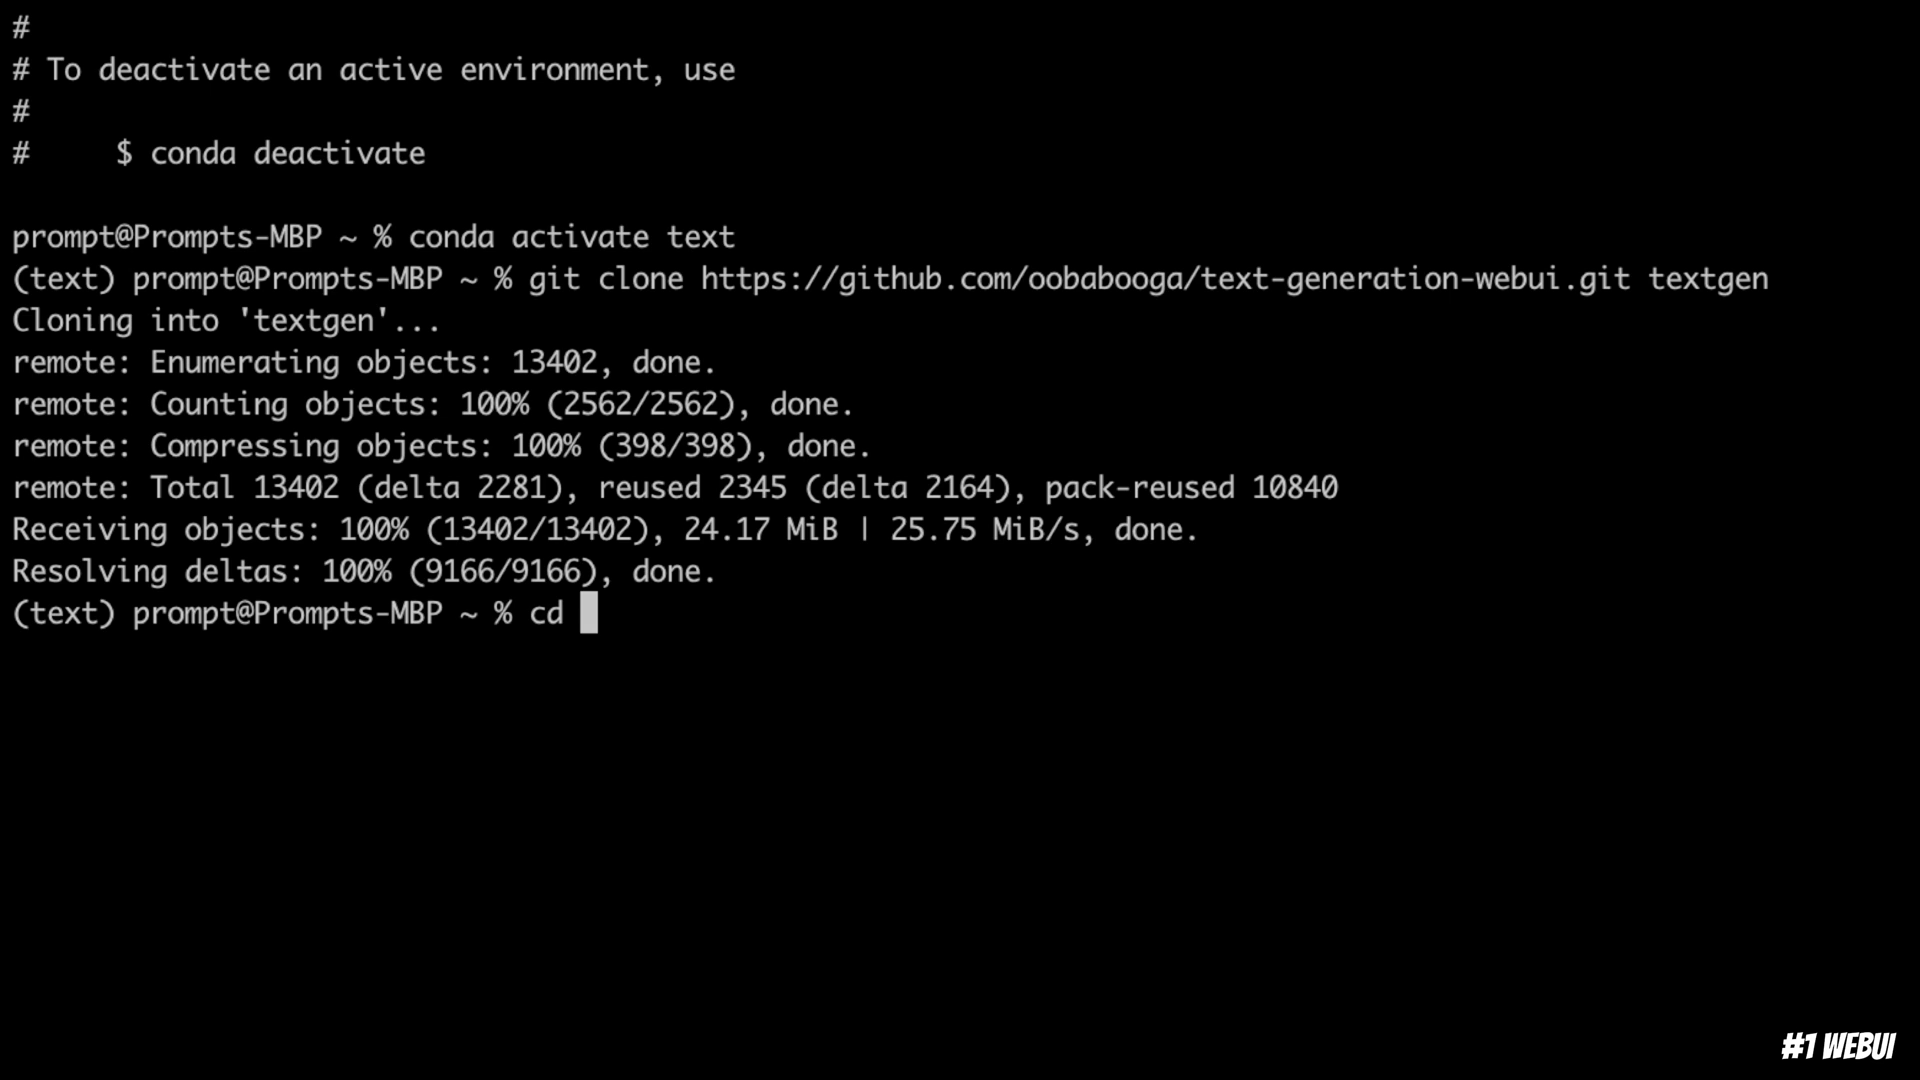 #
# To deactivate an active environment, use
#
#     $ conda deactivate
prompt@Prompts-MBP ~ % conda activate text
(text) prompt@Prompts-MBP ~ % git clone https://github.com/oobabooga/text-generation-webui.git textgen
Cloning into 'textgen'...
remote: Enumerating objects: 13402, done.
remote: Counting objects: 100% (2562/2562), done.
remote: Compressing objects: 100% (398/398), done.
remote: Total 13402 (delta 2281), reused 2345 (delta 2164), pack-reused 10840
Receiving objects: 100% (13402/13402), 24.17 MiB | 25.75 MiB/s, done.
Resolving deltas: 100% (9166/9166), done.
(text) prompt@Prompts-MBP ~ % cd
#1 WEBUI